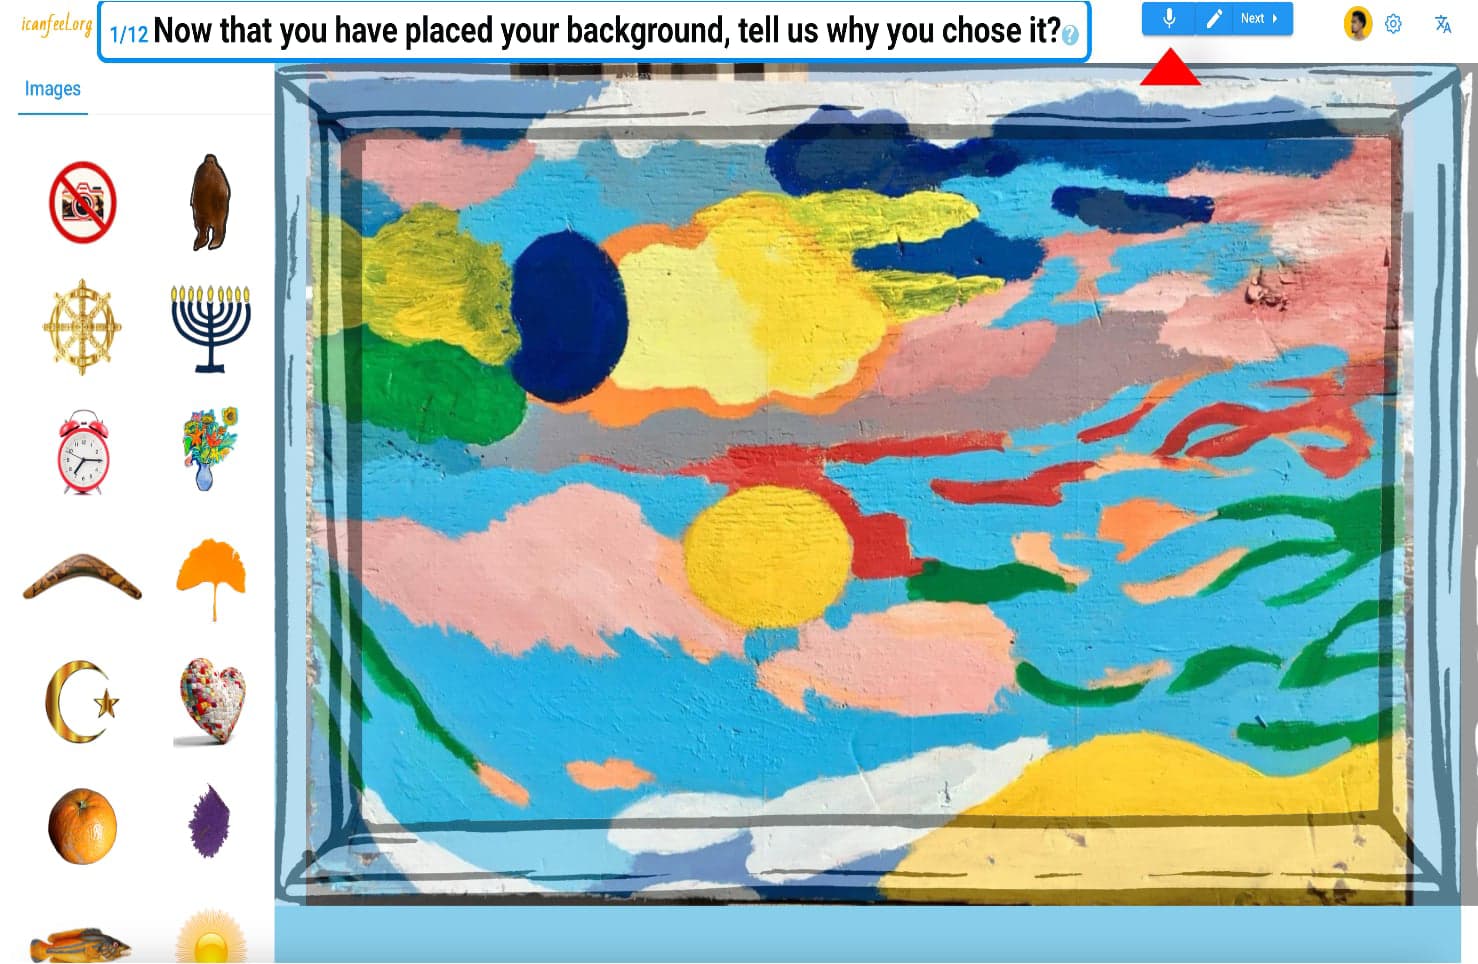 icanfeel.org
1/12 Now that you have placed your background, tell us why you chose it? ?
Next
Images